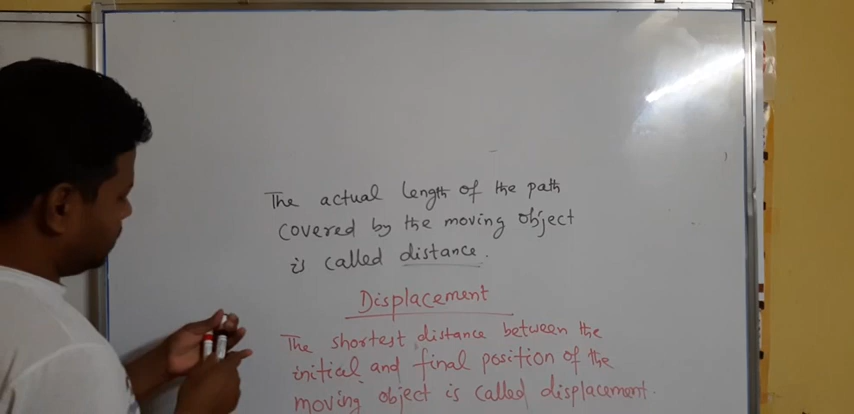 The actual length of the path
covered by the moving object
is called distance.
Displacement
The shortest distance between the
initial and final position of the
moving object is called displacement.